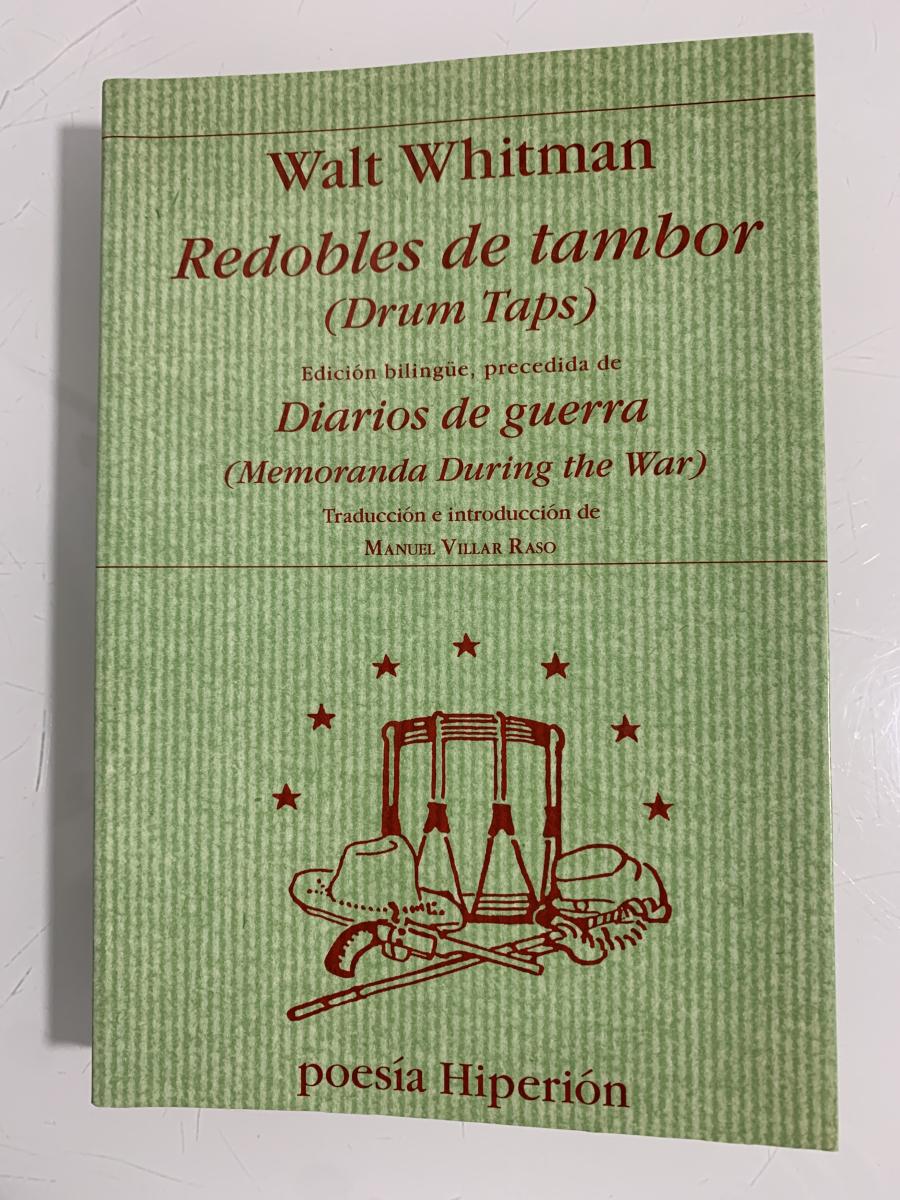 Walt Whitman
Redobles de tambor
(Drum Taps)
Edición bilingüe, precedida de
Diarios de guerra
(Memoranda During the War)
Traducción e introducción de
MANUEL VILLAR RASO
poesía Hiperión